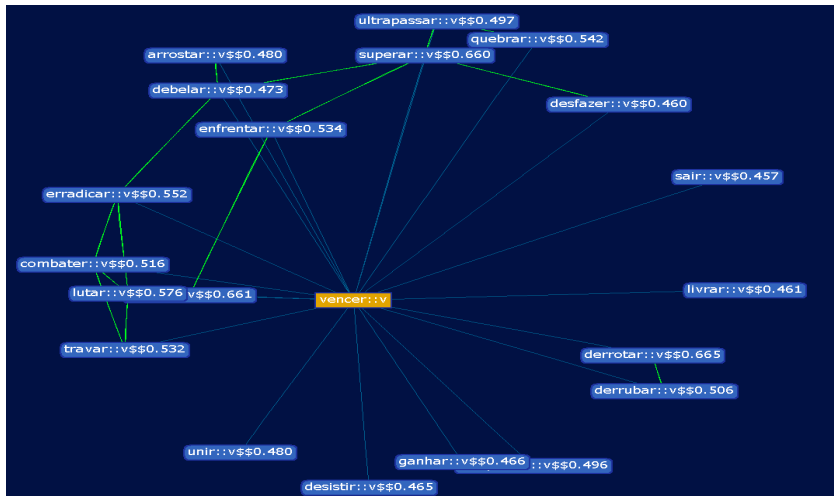 ultrapassar::v$$0.497
quebrar::v$$0.542
arrostar::v$$0.480
superar::v$$0.660
debelar::v$$0.473
desfazer::v$$0.460
enfrentar::v$$0.534
sair::v$$0.457
erradicar::v$$0.552
combater::v$$0.516
lutar::v$$0.576
v$$0.661
vencer::v
livrar::v$$0.461
travar::v$$0.532
derrotar::v$$0.665
derrubar::v$$0.506
unir::v$$0.480
ganhar::v$$0.466
::v$$0.496
desistir::v$$0.465